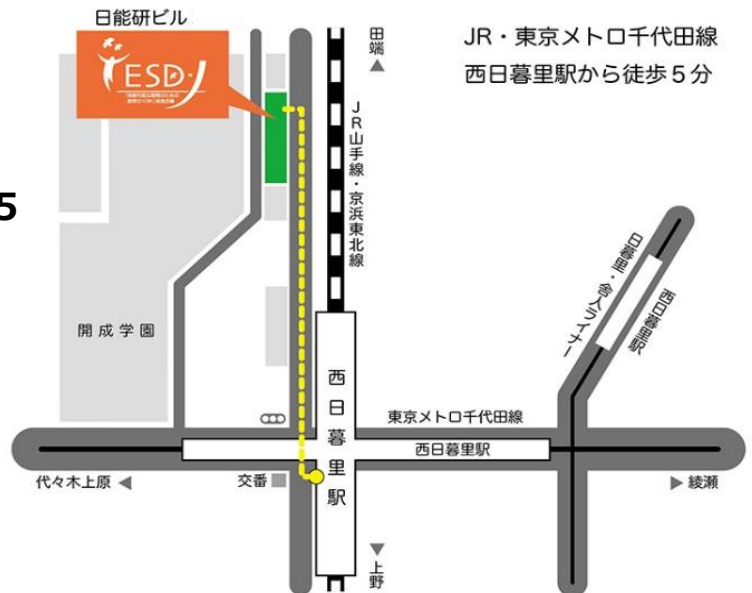 日能研ビル
ESD-J
田端
JR・東京メトロ千代田線
西日暮里駅から徒歩5分
JR山手線・京浜東北線
5
日暮里・舎人ライナー
西日暮里駅
開成学園
西日暮里駅
東京メトロ千代田線
西日暮里駅
代々木上原
交番
綾瀬
上野